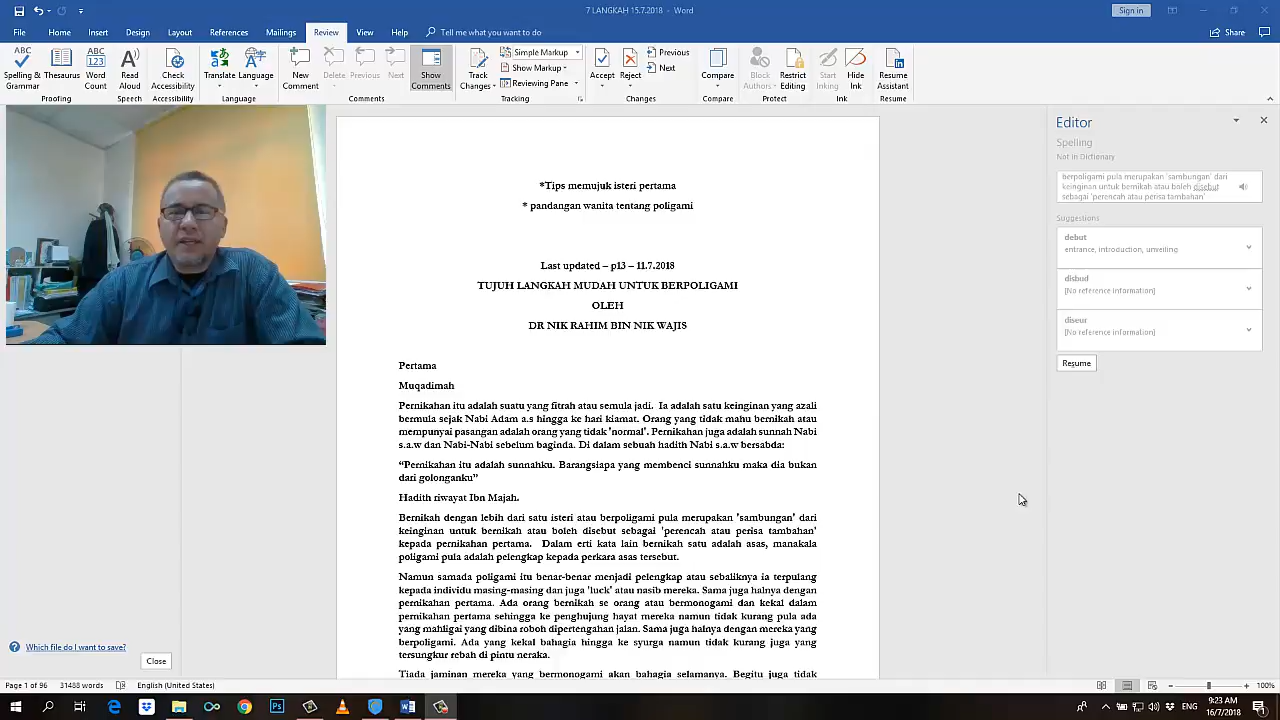 7 LANGKAH 15.7.2018 - Word
Sign in
File Home Insert Draw Design Layout References Mailings Review View Help Tell me what you want to do Share
ABC
Spelling & Grammar
Thesaurus
ABC 123
Word Count
Read Aloud
Check Accessibility
Translate
Language
New Comment
Delete
Previous
Next
Show Comments
Track Changes
Simple Markup
Show Markup
Reviewing Pane
Accept
Reject
Previous
Next
Compare
Block Authors
Restrict Editing
Start Inking
Hide Ink
Resume Assistant
Proofing Speech Accessibility Language Comments Tracking Changes Compare Protect Ink Resume
*Tips memujuk isteri pertama
* pandangan wanita tentang poligami
Last updated – p13 – 11.7.2018
TUJUH LANGKAH MUDAH UNTUK BERPOLIGAMI
OLEH
DR NIK RAHIM BIN NIK WAJIS
Pertama
Muqadimah
Pernikahan itu adalah suatu yang fitrah atau semula jadi. Ia adalah satu keinginan yang azali
bermula sejak Nabi Adam a.s hingga ke hari kiamat. Orang yang tidak mahu bernikah atau
mempunyai pasangan adalah orang yang tidak 'normal'. Pernikahan juga adalah sunnah Nabi
s.a.w dan Nabi-Nabi sebelum baginda. Di dalam sebuah hadith Nabi s.a.w bersabda:
“Pernikahan itu adalah sunnahku. Barangsiapa yang membenci sunnahku maka dia bukan
dari golonganku”
Hadith riwayat Ibn Majah.
Bernikah dengan lebih dari satu isteri atau berpoligami pula merupakan 'sambungan' dari
keinginan untuk bernikah atau boleh disebut sebagai 'perencah atau perisa tambahan'
kepada pernikahan pertama. Dalam erti kata lain bernikah satu adalah asas, manakala
poligami pula adalah pelengkap kepada perkara asas tersebut.
Namun samada poligami itu benar-benar menjadi pelengkap atau sebaliknya ia terpulang
kepada individu masing-masing dan juga 'luck' atau nasib mereka. Sama juga halnya dengan
pernikahan pertama. Ada orang bernikah se orang atau bermonogami dan kekal dalam
pernikahan pertama sehingga ke penghujung hayat mereka namun tidak kurang pula ada
yang mahligai yang dibina roboh dipertengahan jalan. Sama juga halnya dengan mereka yang
berpoligami. Ada yang kekal bahagia hingga ke syurga namun tidak kurang juga yang
tersungkur rebah di pintu neraka.
Tiada jaminan mereka yang bermonogami akan bahagia selamanya. Begitu juga tidak
Editor
Spelling
Not in Dictionary
berpoligami pula merupakan 'sambungan' dari
keinginan untuk bernikah atau boleh disebut
sebagai 'perencah atau perisa tambahan'
Suggestions
debut
entrance, introduction, unveiling
disbud
[No reference information]
diseur
[No reference information]
Resume
Which file do I want to save?
Close
Page 1 of 96 31488 words English (United States) 100%
ENG
9:23 AM
16/7/2018